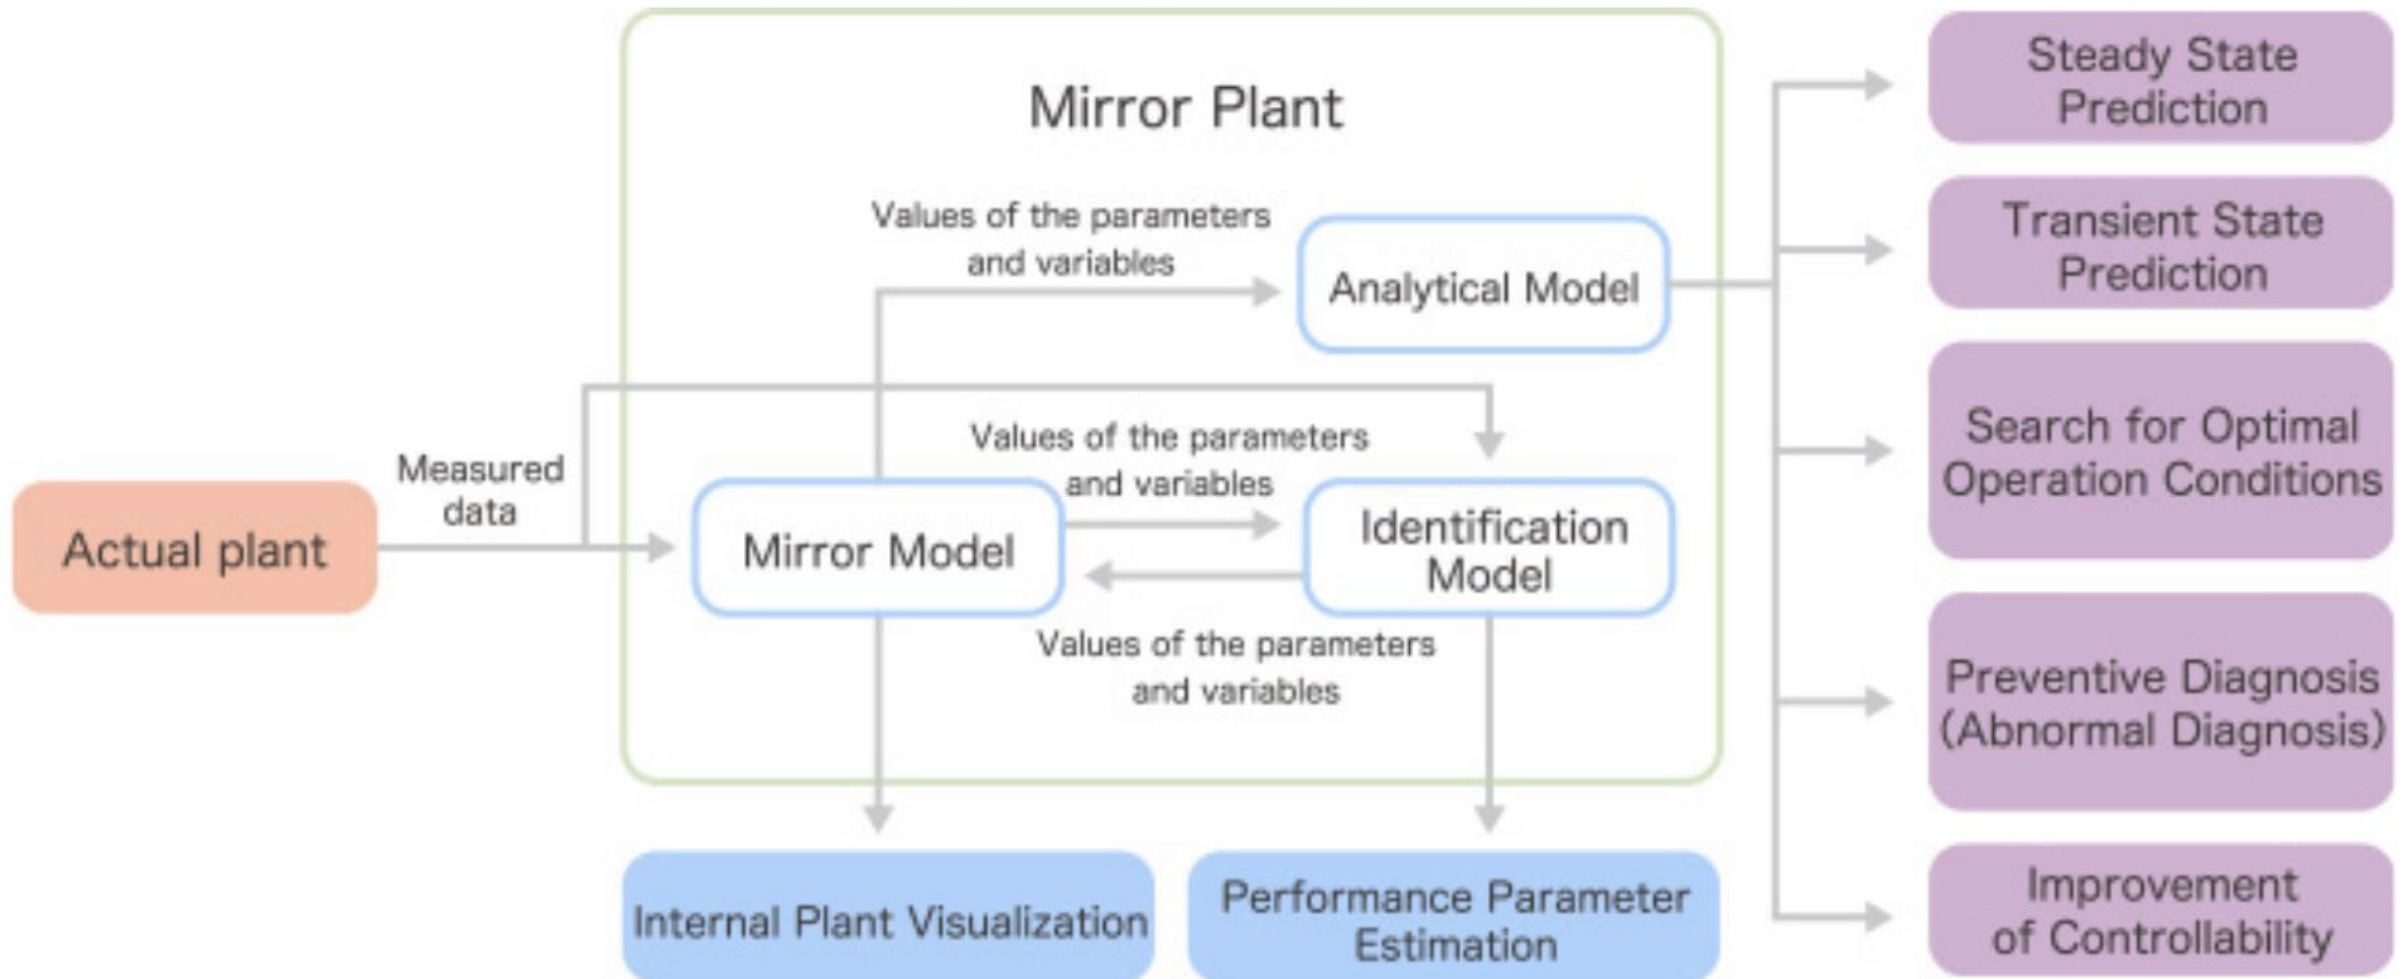 Mirror Plant
Steady State
Prediction
Values of the parameters
and variables
Analytical Model
Transient State
Prediction
Measured
data
Actual plant
Values of the parameters
and variables
Mirror Model
Identification
Model
Values of the parameters
and variables
Search for Optimal
Operation Conditions
Preventive Diagnosis
(Abnormal Diagnosis)
Internal Plant Visualization
Performance Parameter
Estimation
Improvement
of Controllability